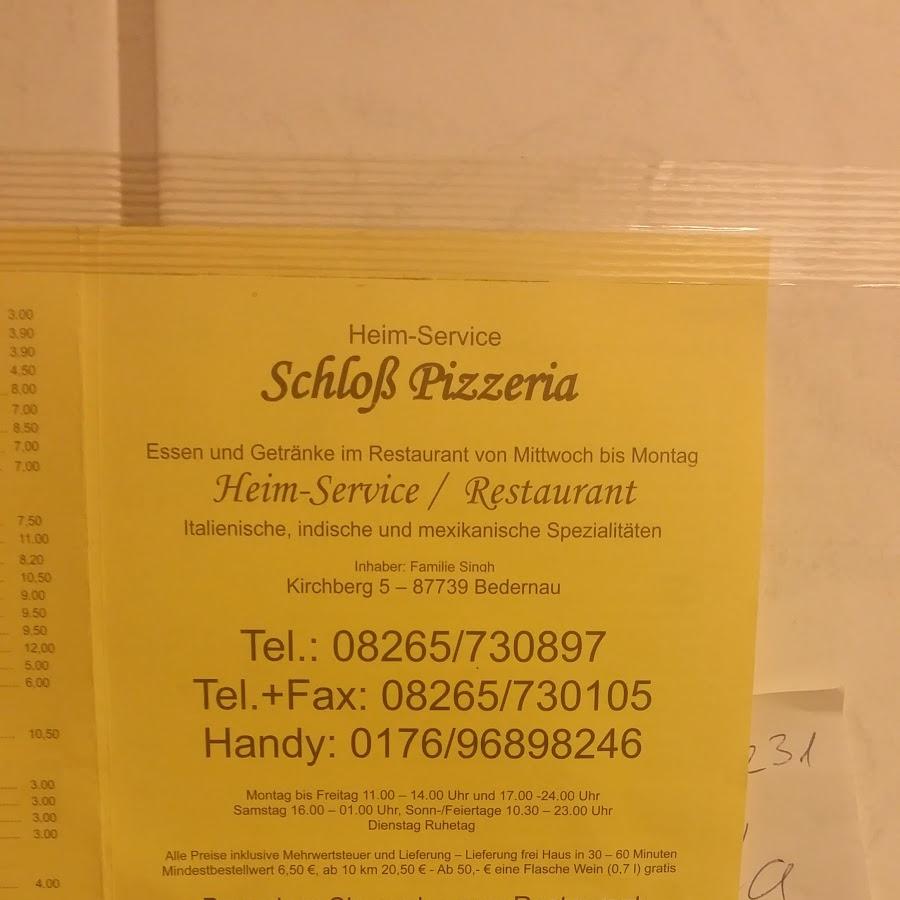 3.00
3,90
3,90
4,50
8,00
7,00
8,50
7,00
7,00
7,50
11.00
8,20
10,50
9.00
9.50
9,50
12,00
5.00
6,00
10,50
3.00
3.00
3.00
3.00
4.00
Heim-Service
Schloß Pizzeria
Essen und Getränke im Restaurant von Mittwoch bis Montag
Heim-Service / Restaurant
Italienische, indische und mexikanische Spezialitäten
Inhaber: Familie Singh
Kirchberg 5 – 87739 Bedernau
Tel.: 08265/730897
Tel.+Fax: 08265/730105
Handy: 0176/96898246
Montag bis Freitag 11.00 – 14.00 Uhr und 17.00 -24.00 Uhr
Samstag 16.00 – 01.00 Uhr, Sonn-/Feiertage 10.30 – 23.00 Uhr
Dienstag Ruhetag
Alle Preise inklusive Mehrwertsteuer und Lieferung – Lieferung frei Haus in 30 – 60 Minuten
Mindestbestellwert 6,50 €, ab 10 km 20,50 € - Ab 50,- € eine Flasche Wein (0,7 l) gratis
231